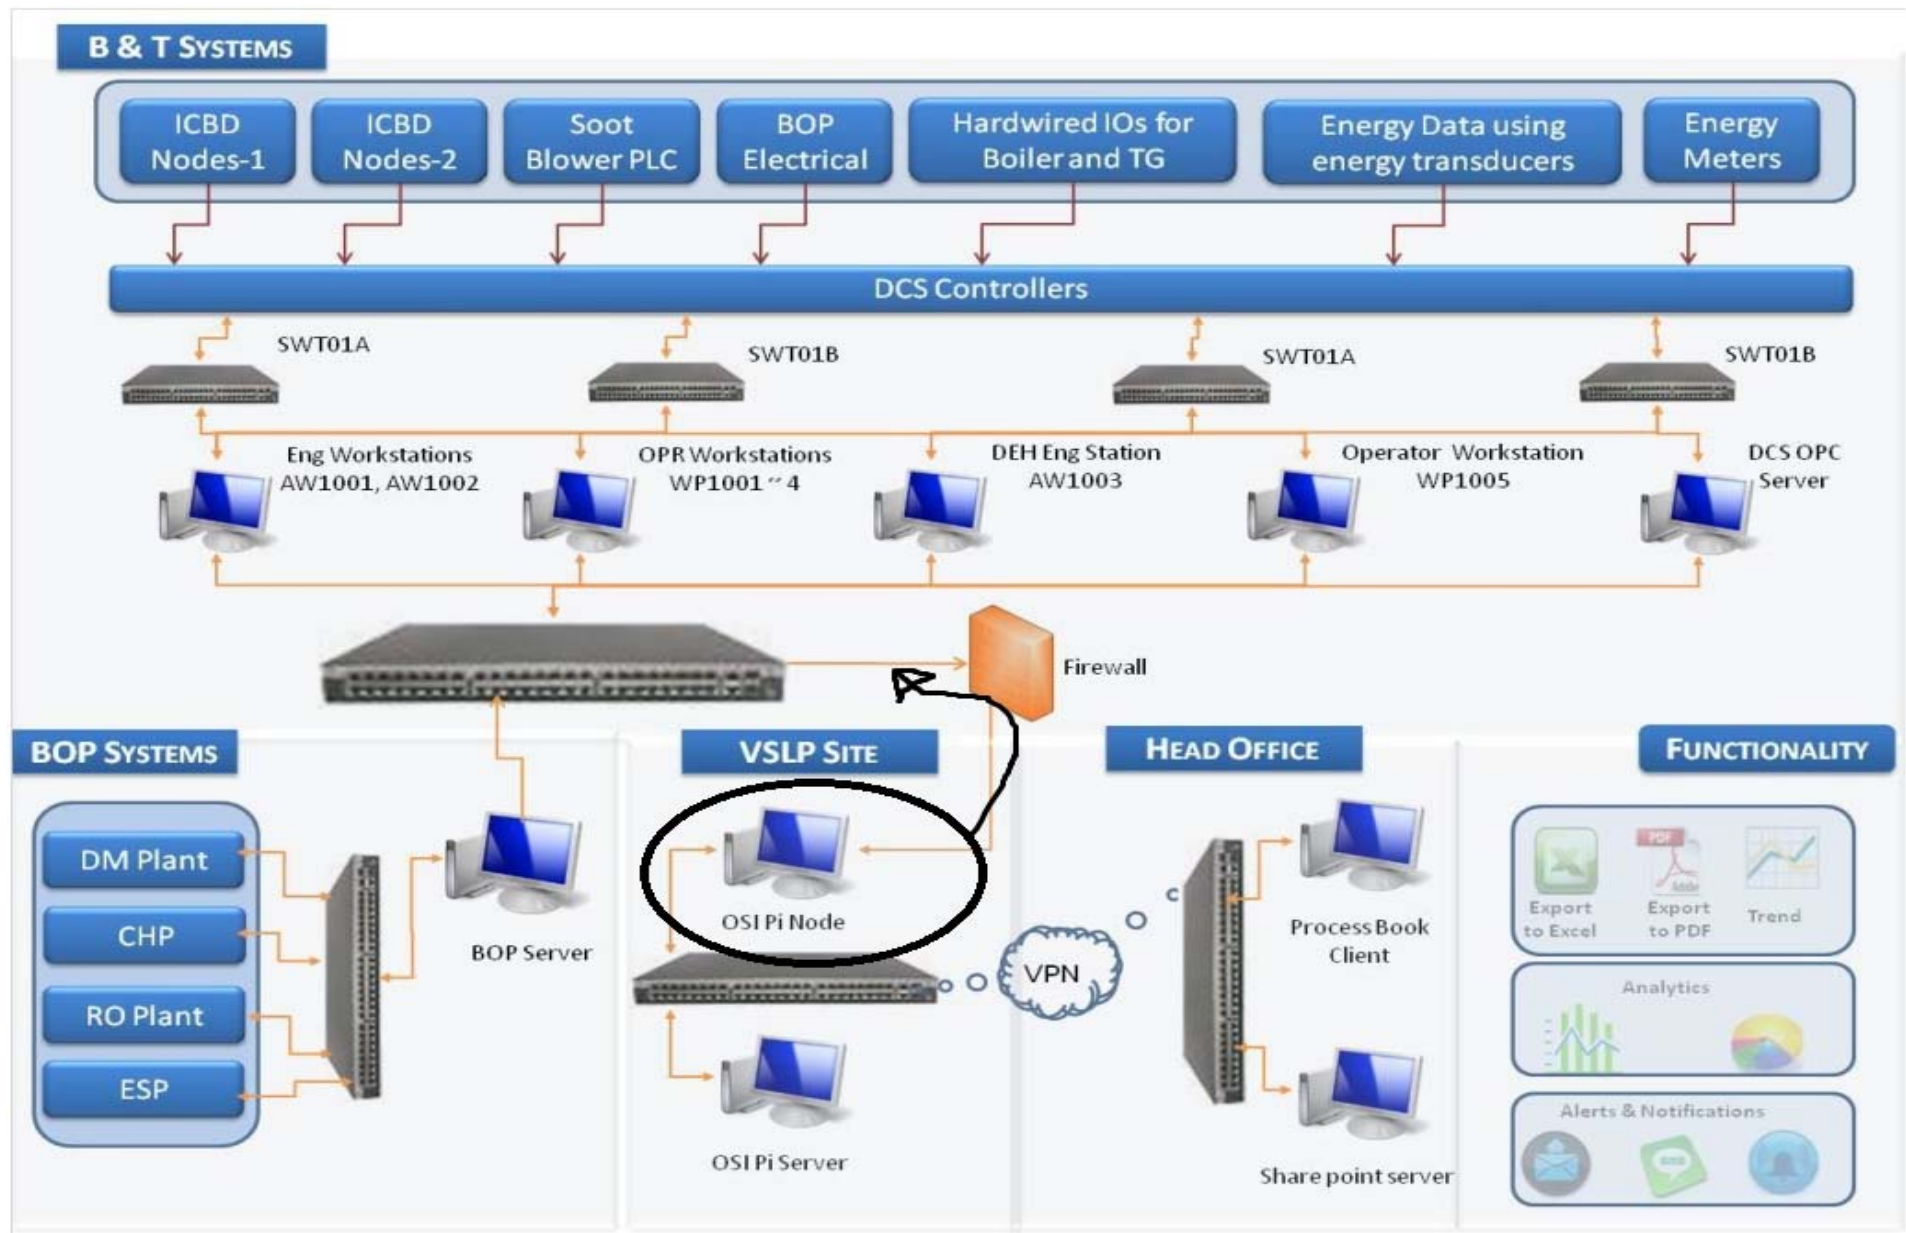 B & T SYSTEMS
ICBD
Nodes-1
ICBD
Nodes-2
Soot
Blower PLC
BOP
Electrical
Hardwired IOs for
Boiler and TG
Energy Data using
energy transducers
Energy
Meters
DCS Controllers
SWT01A
SWT01B
SWT01A
SWT01B
Eng Workstations
AW1001, AW1002
OPR Workstations
WP1001 ~ 4
DEH Eng Station
AW1003
Operator Workstation
WP1005
DCS OPC
Server
Firewall
BOP SYSTEMS
DM Plant
CHP
RO Plant
ESP
BOP Server
VSLP SITE
OSI Pi Node
OSI Pi Server
VPN
HEAD OFFICE
Process Book
Client
Share point server
FUNCTIONALITY
Export
to Excel
PDF
Adobe
Export
to PDF
Trend
Analytics
Alerts & Notifications